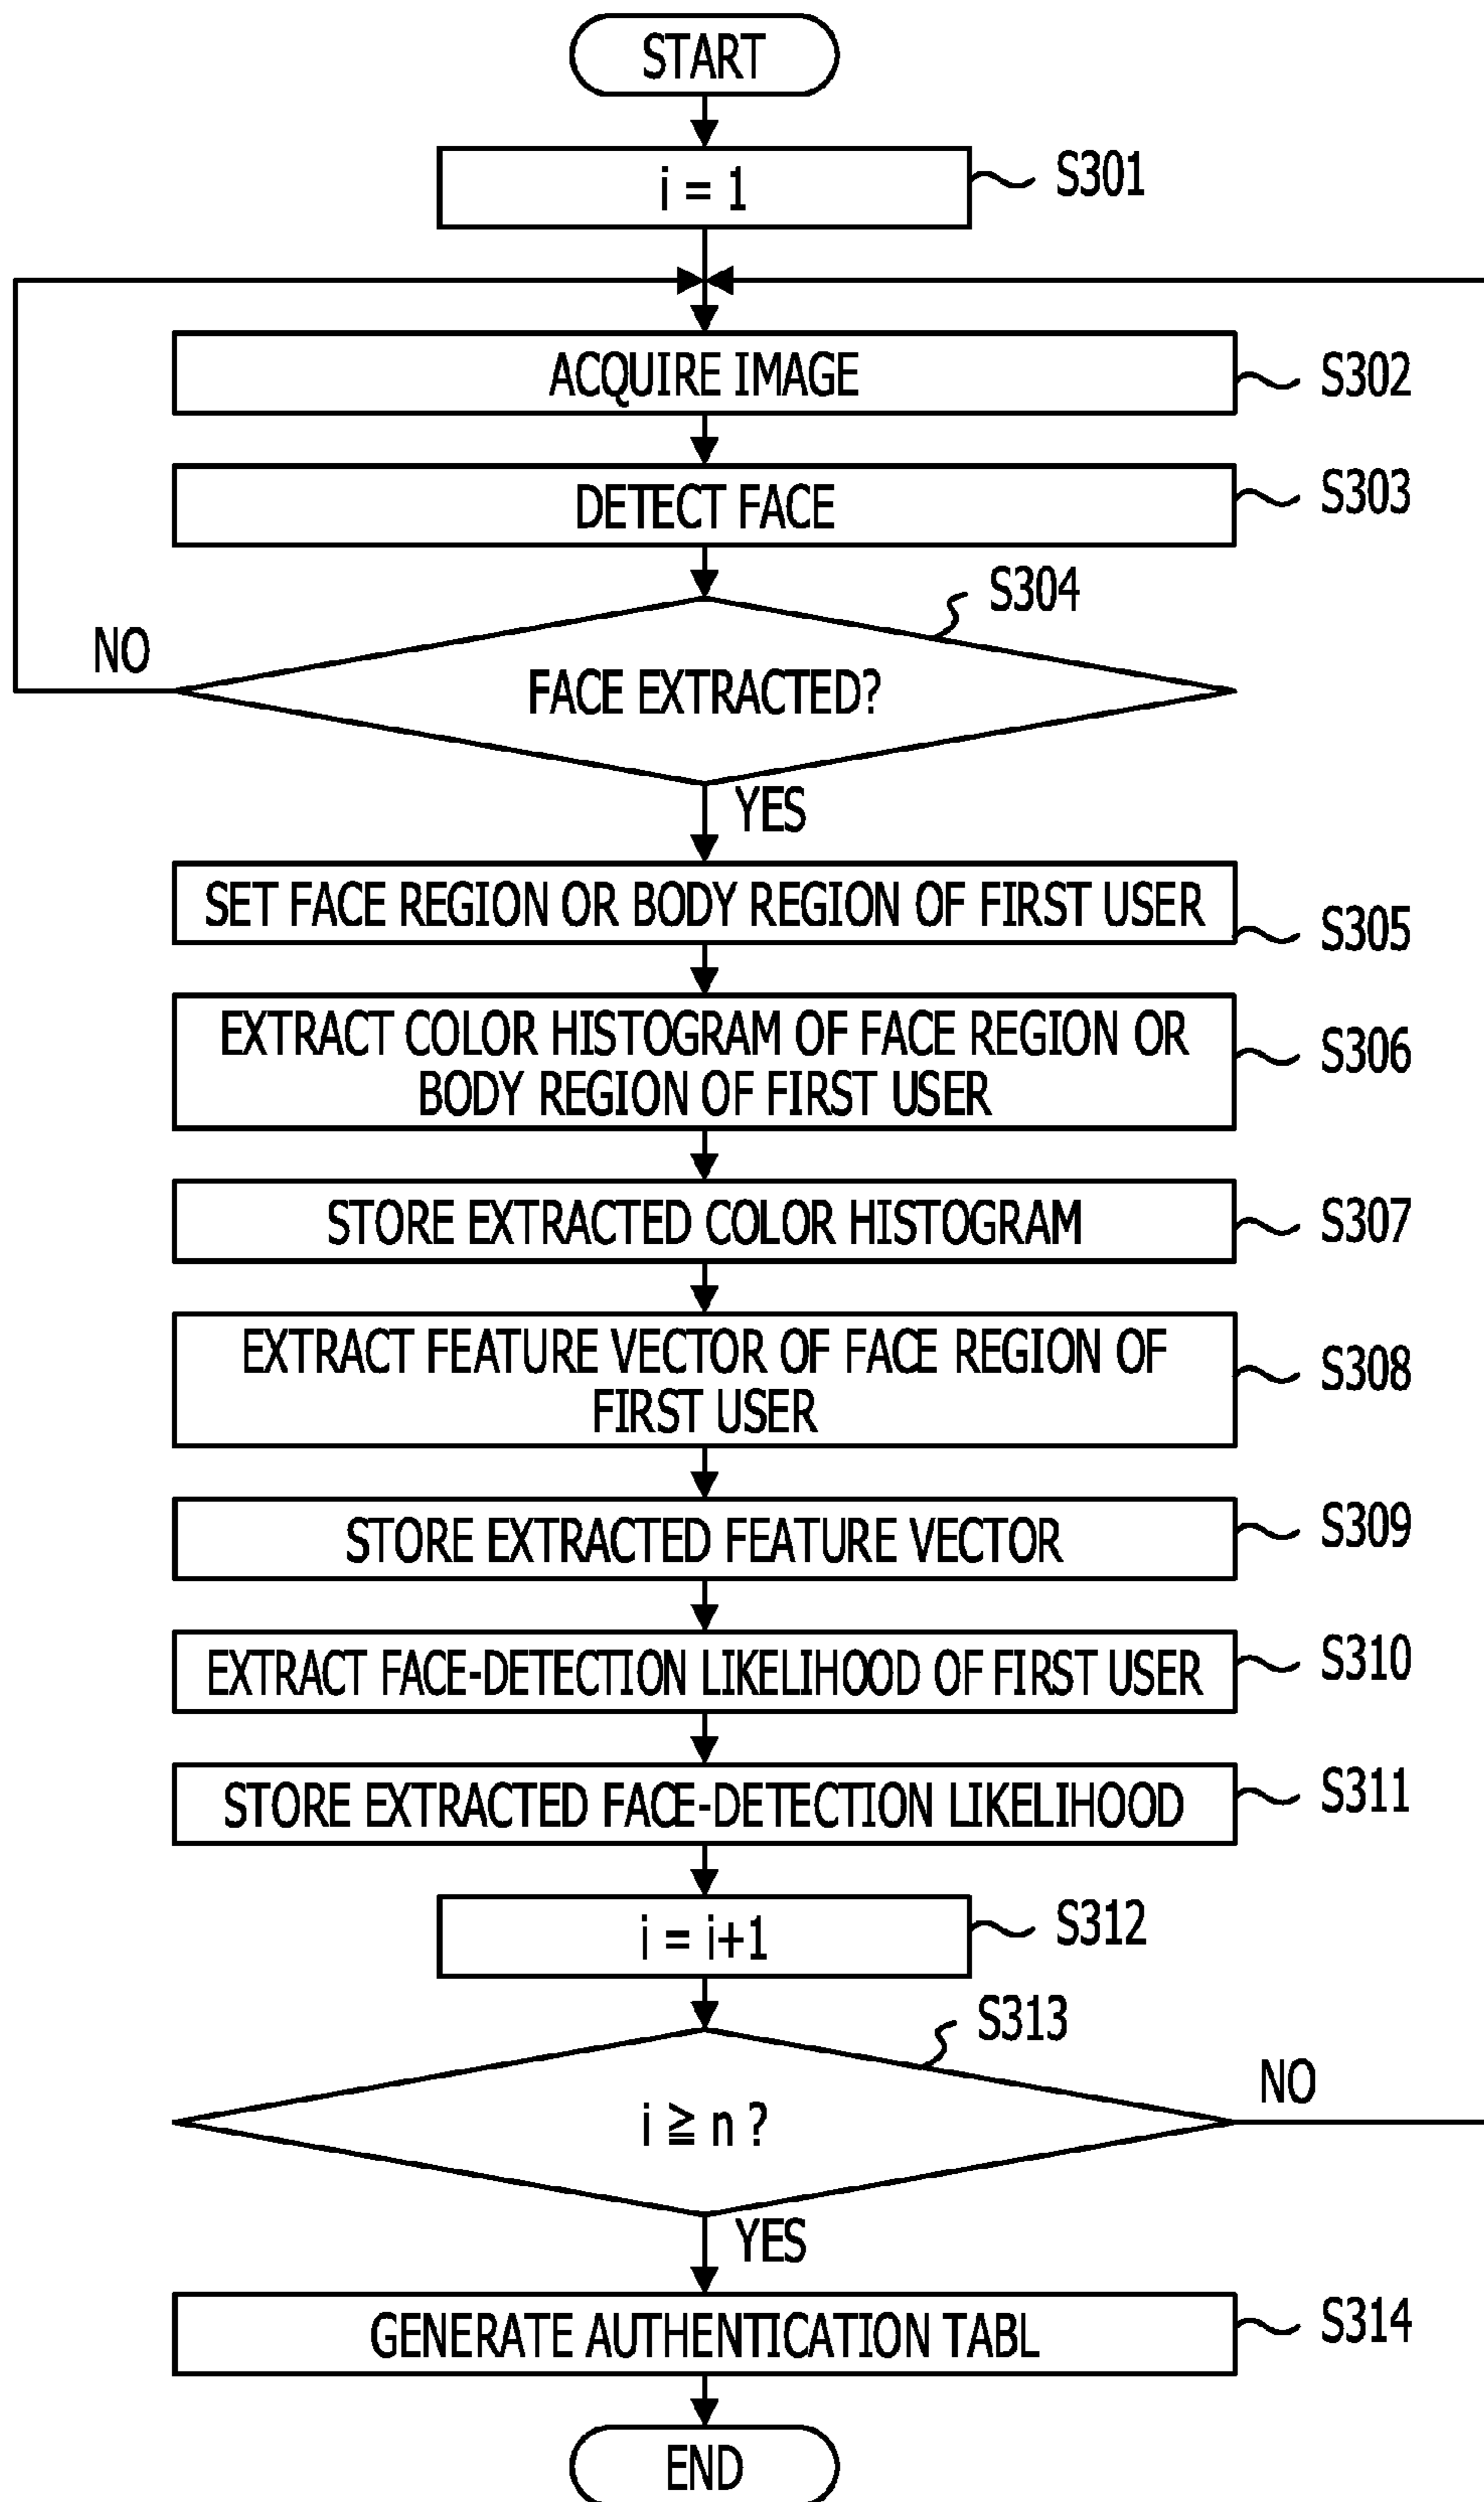 START
i = 1
S301
ACQUIRE IMAGE
S302
DETECT FACE
S303
S304
NO
FACE EXTRACTED?
YES
SET FACE REGION OR BODY REGION OF FIRST USER
S305
EXTRACT COLOR HISTOGRAM OF FACE REGION OR
BODY REGION OF FIRST USER
S306
STORE EXTRACTED COLOR HISTOGRAM
S307
EXTRACT FEATURE VECTOR OF FACE REGION OF
FIRST USER
S308
STORE EXTRACTED FEATURE VECTOR
S309
EXTRACT FACE-DETECTION LIKELIHOOD OF FIRST USER
S310
STORE EXTRACTED FACE-DETECTION LIKELIHOOD
S311
i = i+1
S312
S313
NO
i ≧ n ?
YES
GENERATE AUTHENTICATION TABL
S314
END